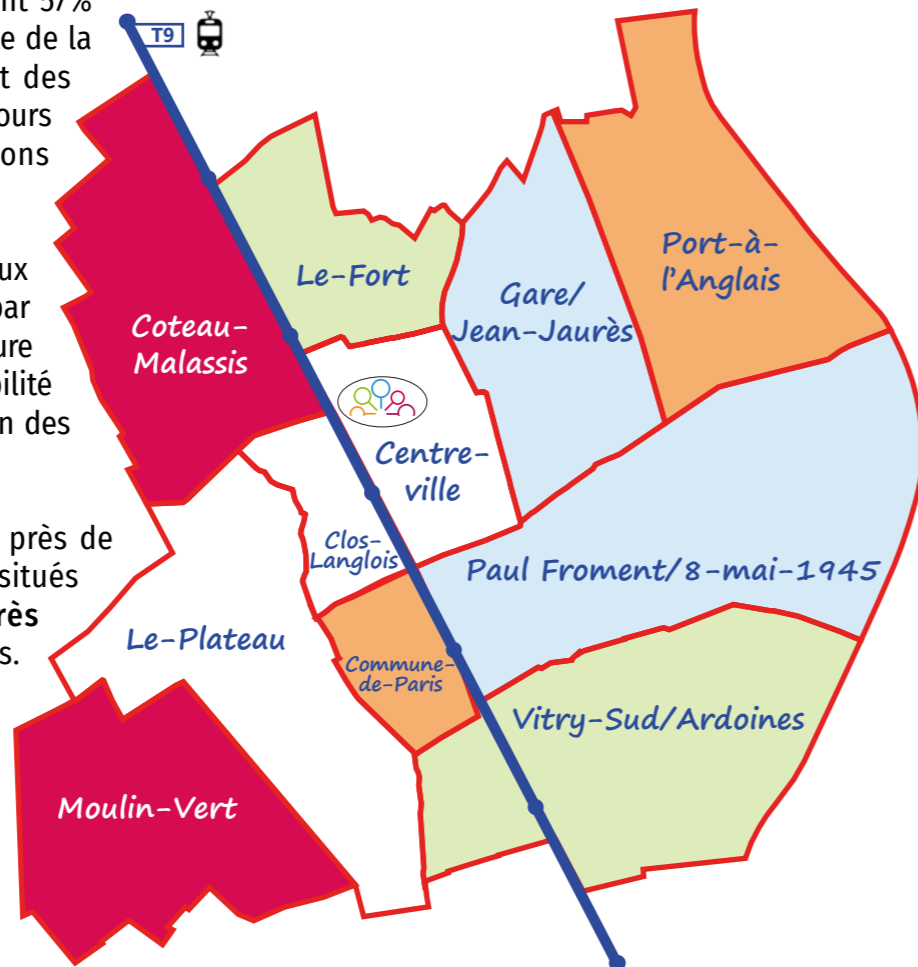 nt 57%
e de la
t des
ours
ons
ux
par
ure
bilité
n des
près de
situés
rès
s.
T9
Le-Fort
Port-à-
l'Anglais
Gare/
Jean-Jaurès
Coteau-
Malassis
Centre-
ville
Clos-
Langlois
Paul Froment/8-mai-1945
Le-Plateau
Commune-
de-Paris
Vitry-Sud/Ardoines
Moulin-Vert